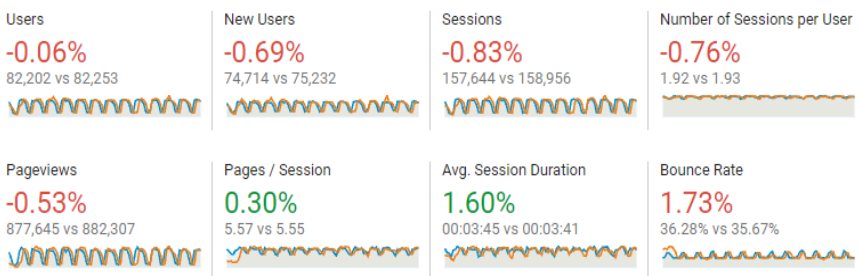 Users
-0.06%
82,202 vs 82,253
New Users
-0.69%
74,714 vs 75,232
Sessions
-0.83%
157,644 vs 158,956
Number of Sessions per User
-0.76%
1.92 vs 1.93
Pageviews
-0.53%
877,645 vs 882,307
Pages / Session
0.30%
5.57 vs 5.55
Avg. Session Duration
1.60%
00:03:45 vs 00:03:41
Bounce Rate
1.73%
36.28% vs 35.67%